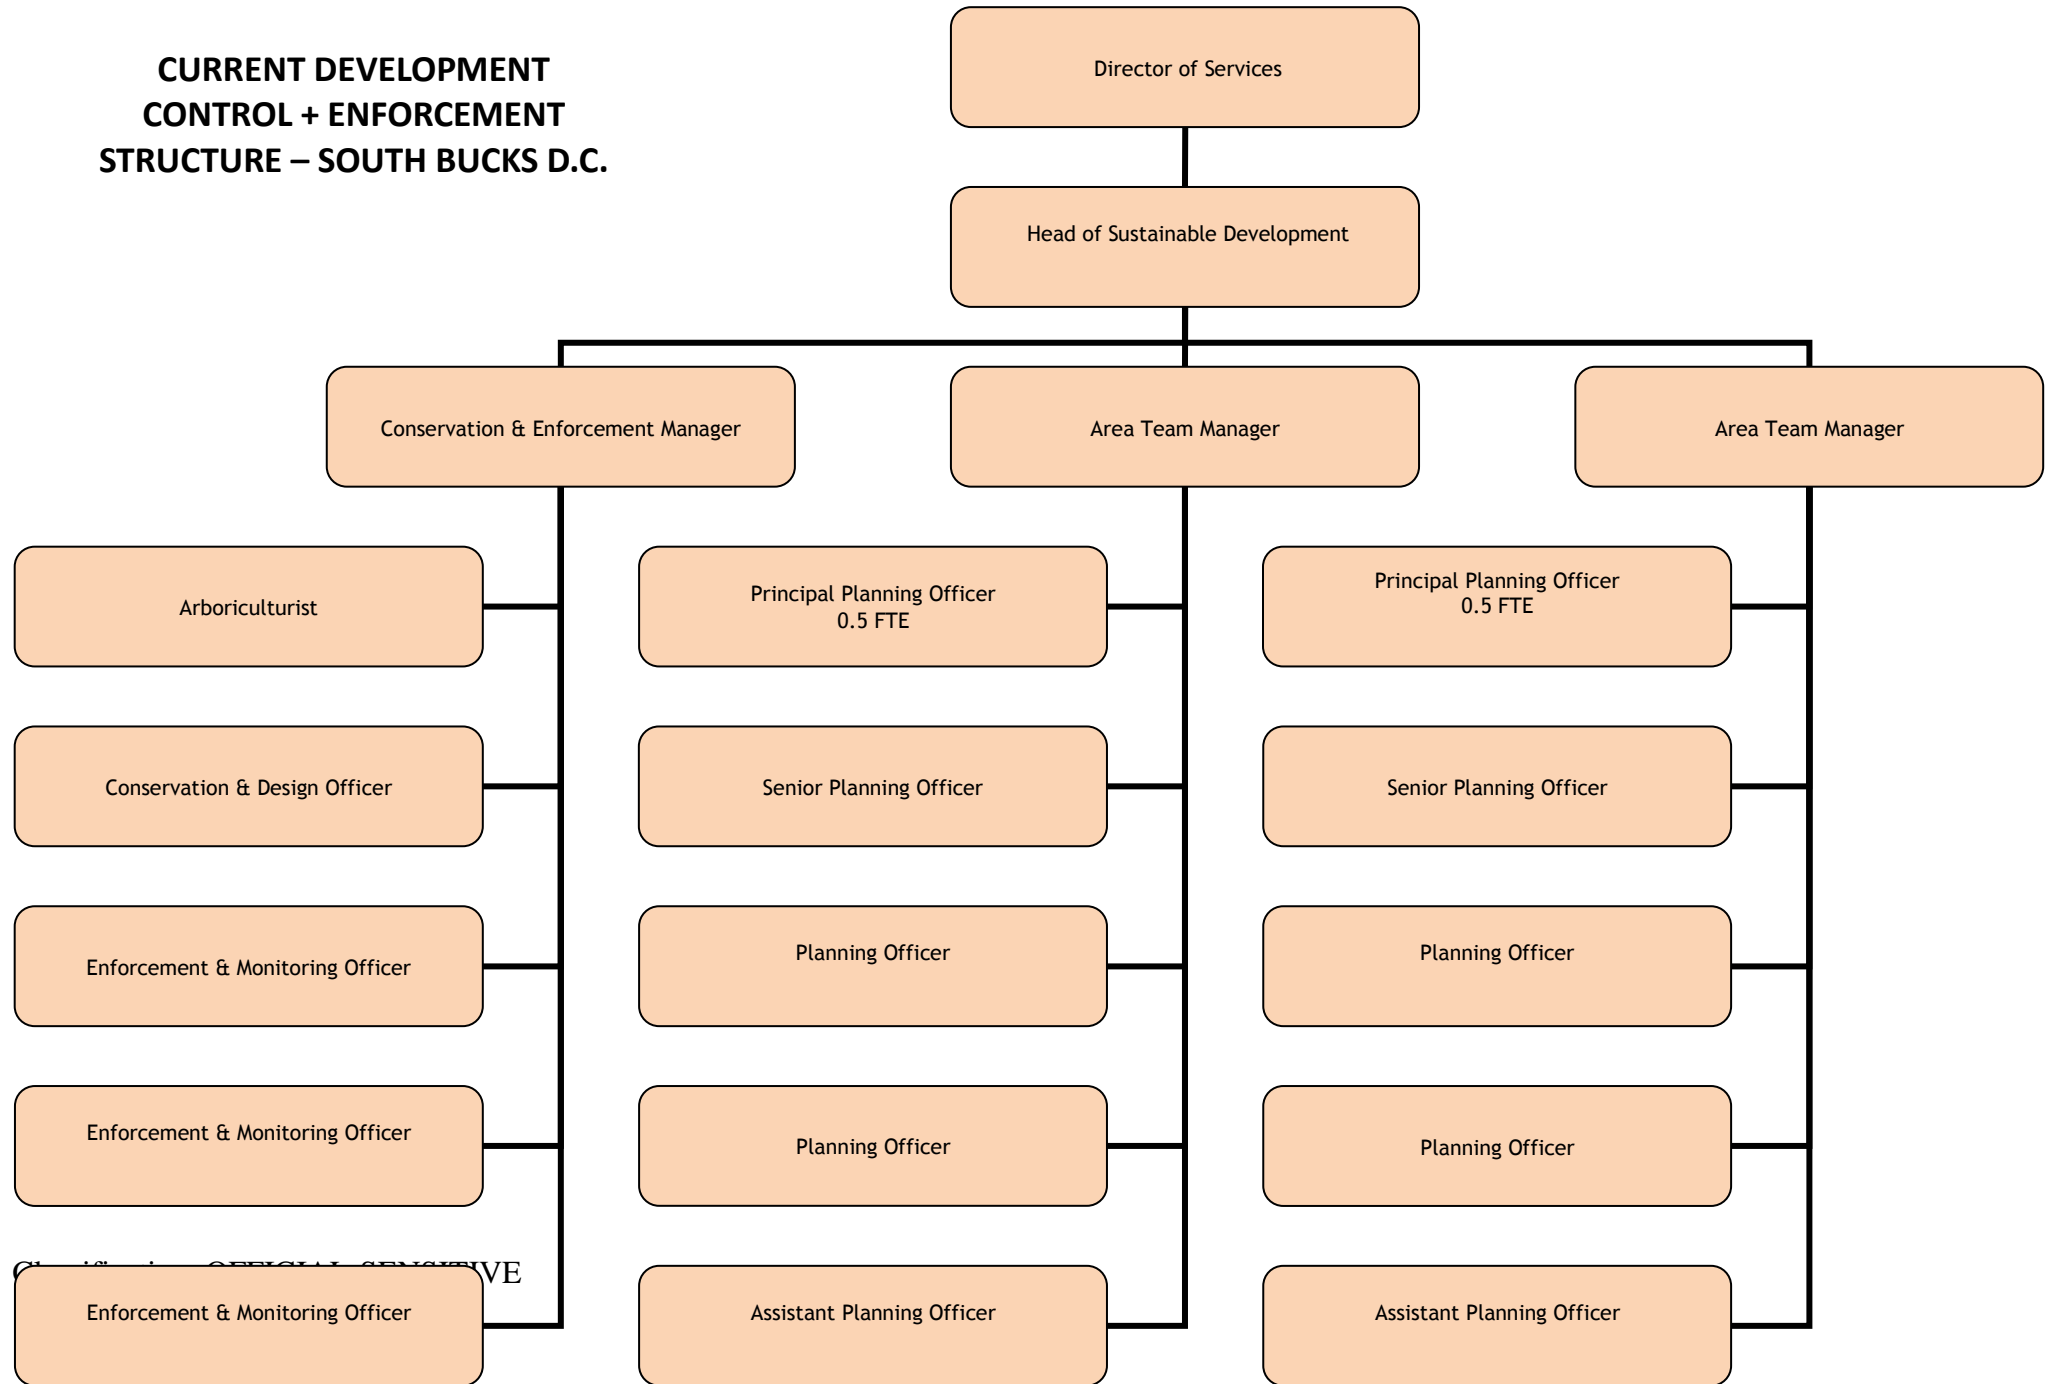 CURRENT DEVELOPMENT
CONTROL + ENFORCEMENT
STRUCTURE – SOUTH BUCKS D.C.
Director of Services
Head of Sustainable Development
Conservation & Enforcement Manager
Area Team Manager
Area Team Manager
Arboriculturist
Principal Planning Officer
0.5 FTE
Principal Planning Officer
0.5 FTE
Conservation & Design Officer
Senior Planning Officer
Senior Planning Officer
Enforcement & Monitoring Officer
Planning Officer
Planning Officer
Enforcement & Monitoring Officer
Planning Officer
Planning Officer
Classification: OFFICIAL-SENSITIVE
Enforcement & Monitoring Officer
Assistant Planning Officer
Assistant Planning Officer